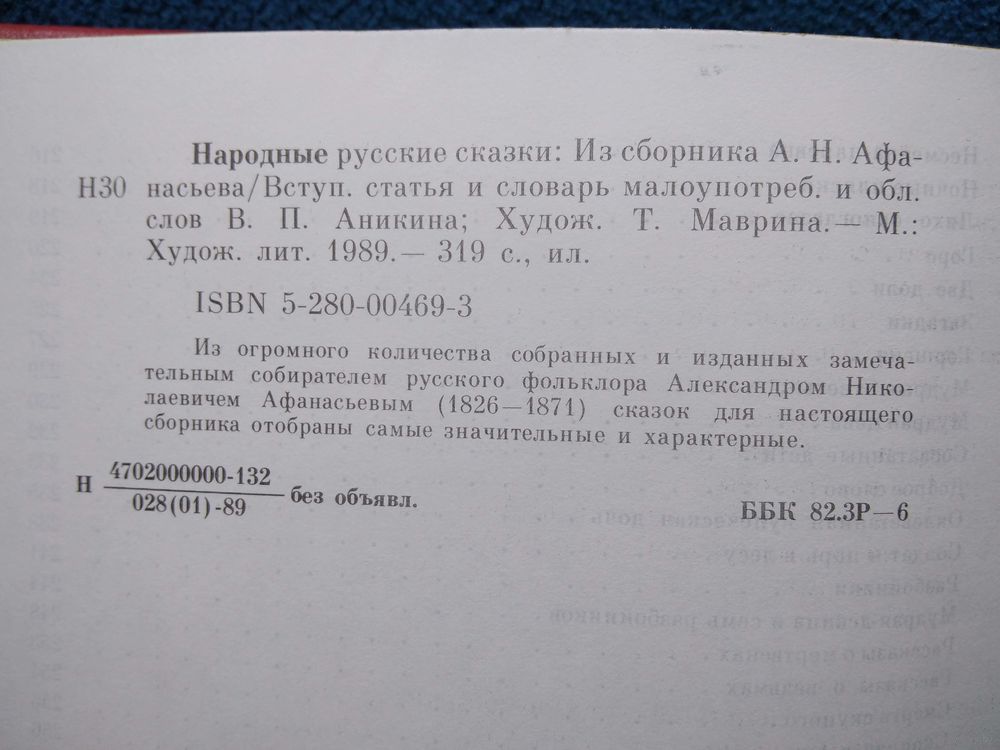 Народные русские сказки: Из сборника А. Н. Афа-
Н30 насьева/Вступ. статья и словарь малоупотреб. и обл.
слов В. П. Аникина; Худож. Т. Маврина.— М.:
Худож. лит. 1989.— 319 с., ил.
ISBN 5-280-00469-3
Из огромного количества собранных и изданных замеча-
тельным собирателем русского фольклора Александром Нико-
лаевичем Афанасьевым (1826—1871) сказок для настоящего
сборника отобраны самые значительные и характерные.
Н 4702000000-132
028(01)-89 без объявл.
ББК 82.3Р—6